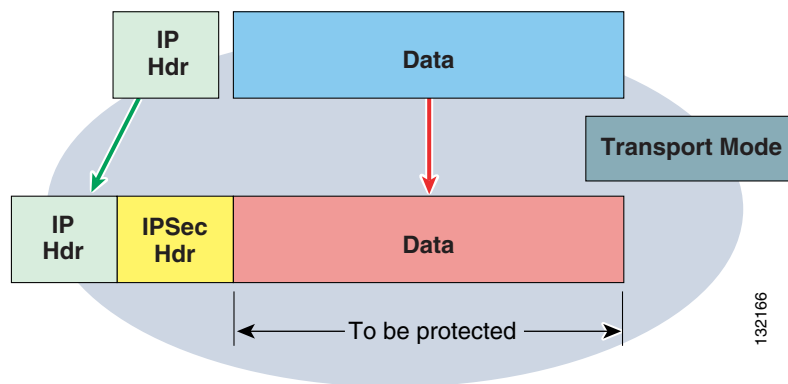 IP
Hdr
Data
Transport Mode
IP
Hdr
IPSec
Hdr
Data
To be protected
132166